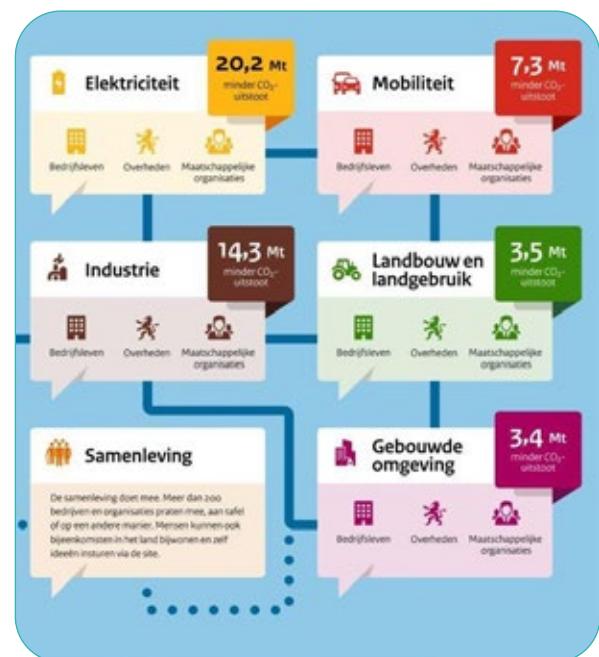 Elektriciteit
20,2 Mt
minder CO₂-
uitstoot
Bedrijfsleven
Overheden
Maatschappelijke
organisaties
Mobiliteit
7,3 Mt
minder CO₂-
uitstoot
Bedrijfsleven
Overheden
Maatschappelijke
organisaties
Industrie
14,3 Mt
minder CO₂-
uitstoot
Bedrijfsleven
Overheden
Maatschappelijke
organisaties
Landbouw en
landgebruik
3,5 Mt
minder CO₂-
uitstoot
Bedrijfsleven
Overheden
Maatschappelijke
organisaties
Samenleving
De samenleving doet mee. Meer dan 200
bedrijven en organisaties praten mee, aan tafel
of op een andere manier. Mensen kunnen ook
bijeenkomsten in het land bijwonen en zelf
ideeën insturen via de site.
Gebouwde
omgeving
3,4 Mt
minder CO₂-
uitstoot
Bedrijfsleven
Overheden
Maatschappelijke
organisaties